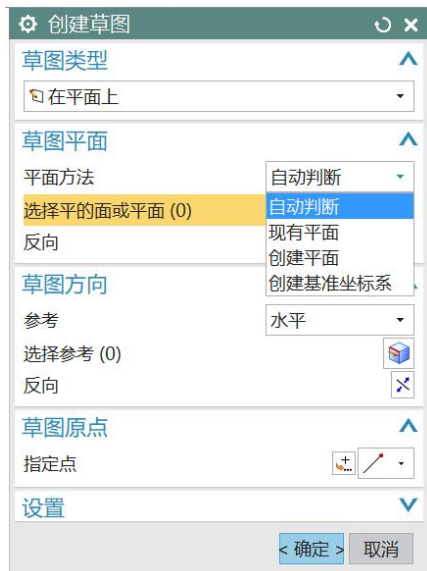 创建草图
草图类型
在平面上
草图平面
平面方法 自动判断
选择平的面或平面 (0) 自动判断
现有平面
反向
创建平面
草图方向 创建基准坐标系
参考 水平
选择参考 (0)
反向
草图原点
指定点
设置
< 确定 > 取消